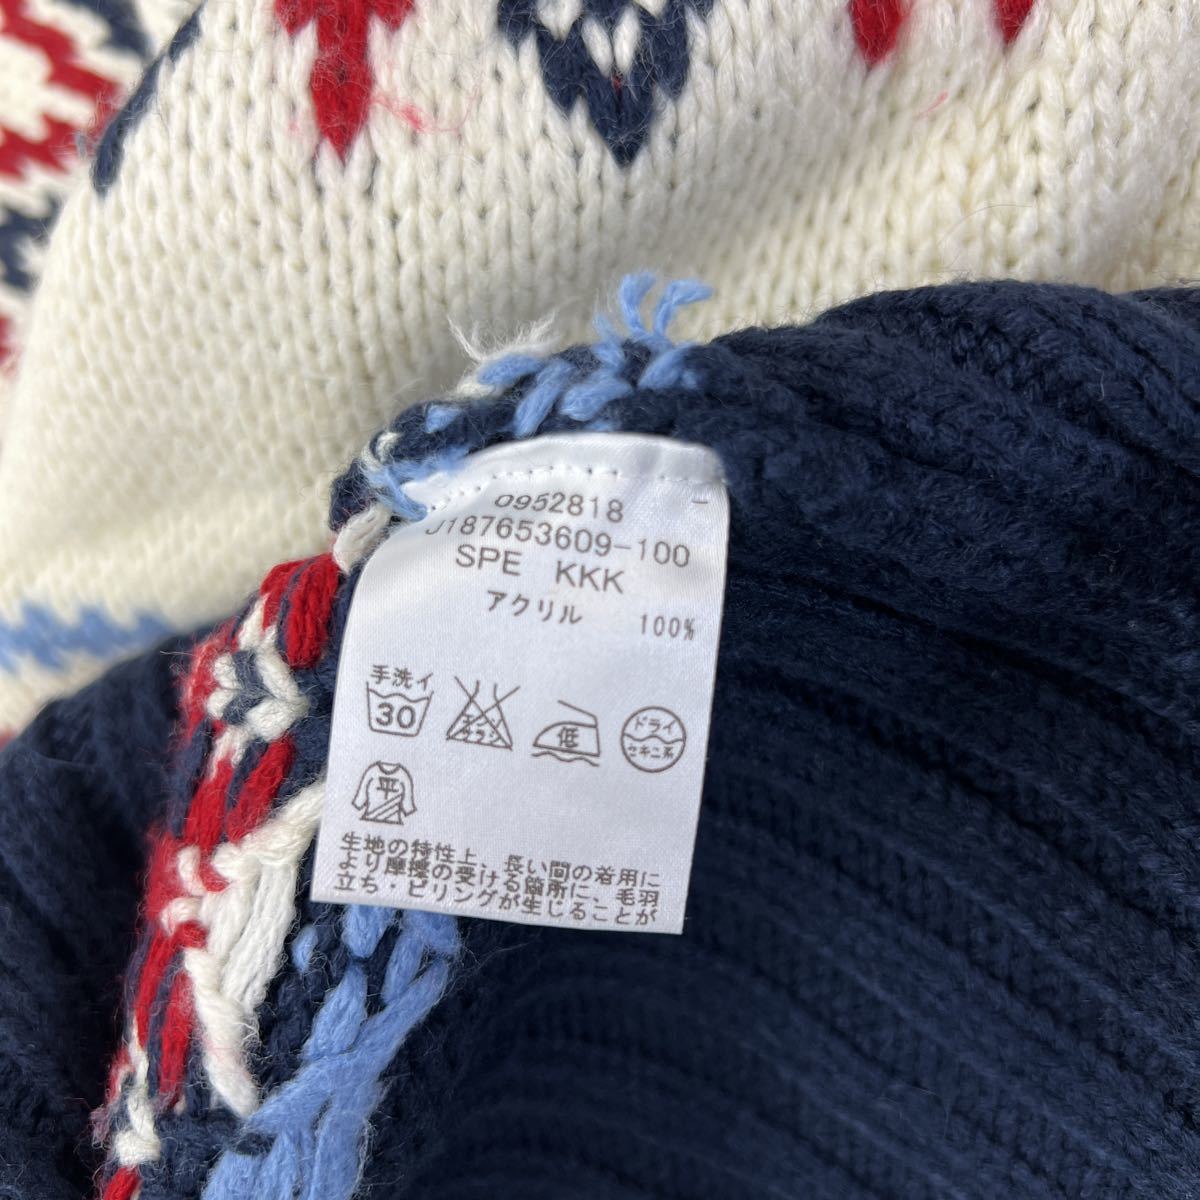 0952818
J187653609-100
SPE KKK
アクリル 100%
手洗イ
30
エンソ
サラシ
低
ドライ
セキユ系
平
生地の特性上、長い間の着用に
より摩擦の受ける箇所に、毛羽
立ち・ピリングが生じることが